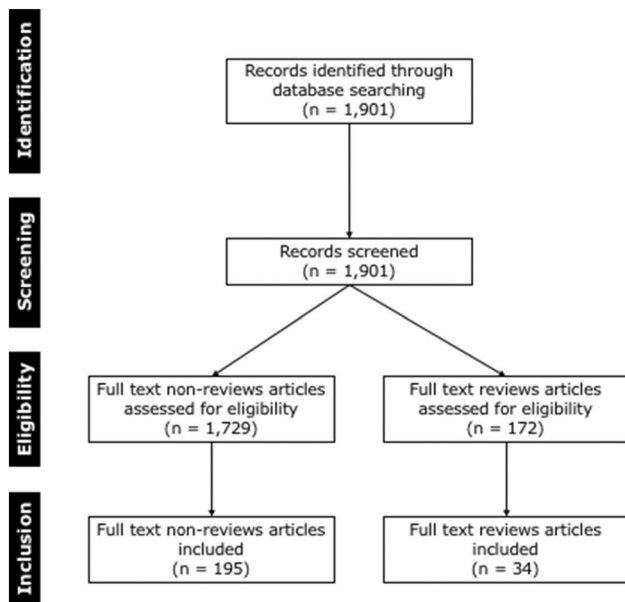 Identification
Records identified through
database searching
(n = 1,901)
Screening
Records screened
(n = 1,901)
Eligibility
Full text non-reviews articles
assessed for eligibility
(n = 1,729)
Full text reviews articles
assessed for eligibility
(n = 172)
Inclusion
Full text non-reviews articles
included
(n = 195)
Full text reviews articles
included
(n = 34)